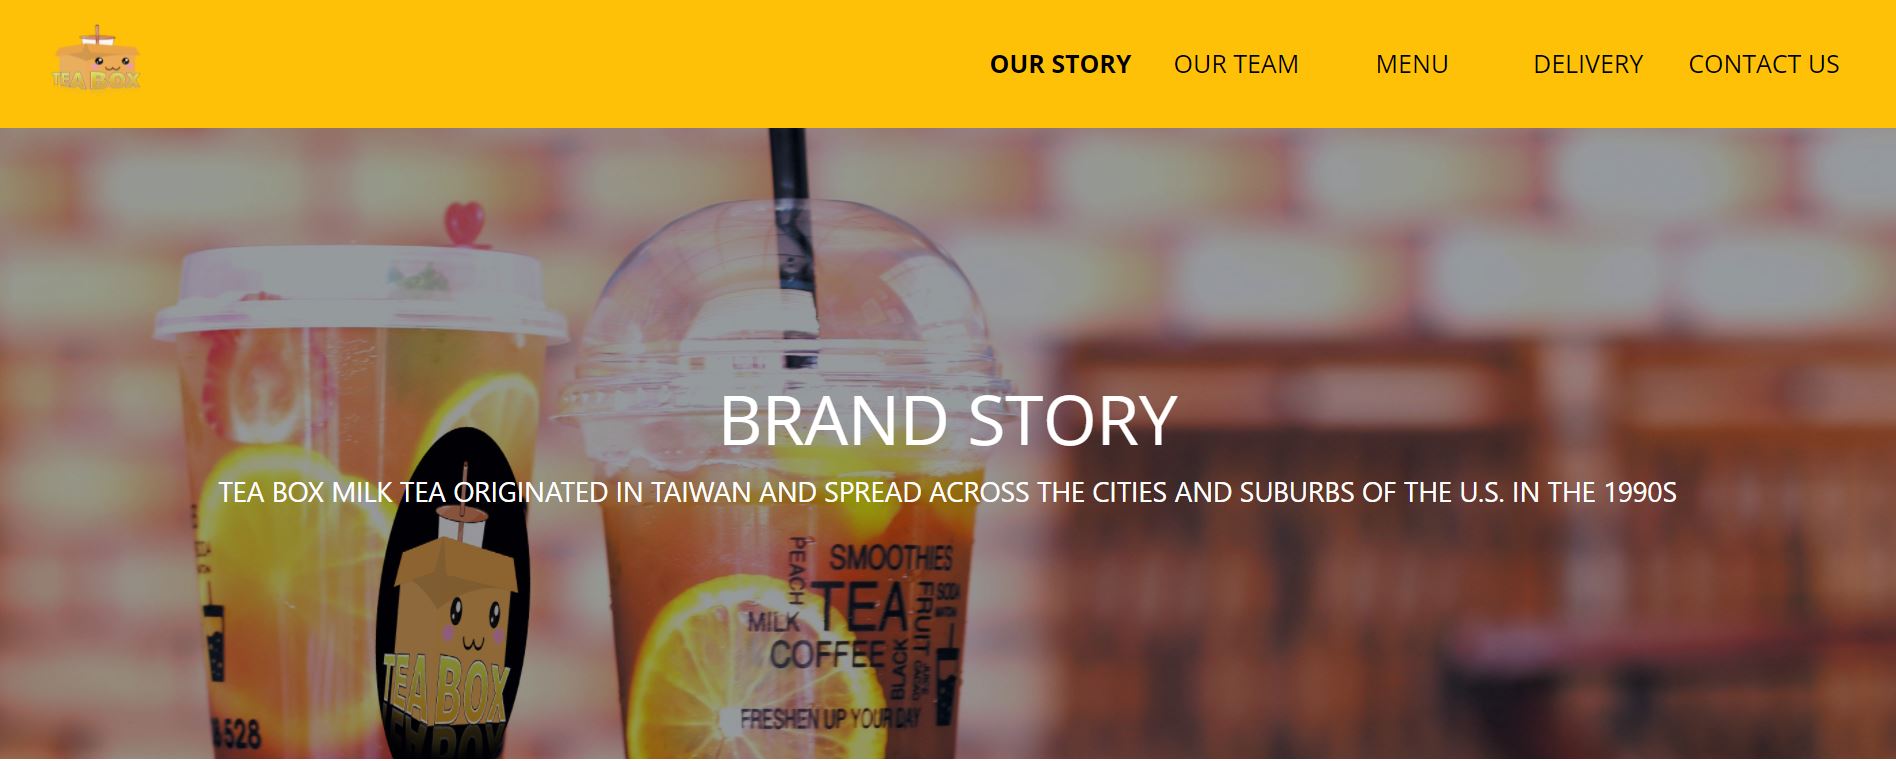 TEA BOX
OUR STORY
OUR TEAM
MENU
DELIVERY
CONTACT US
BRAND STORY
TEA BOX MILK TEA ORIGINATED IN TAIWAN AND SPREAD ACROSS THE CITIES AND SUBURBS OF THE U.S. IN THE 1990S
PEACH
SMOOTHIES
TEA
FRUIT
SODA
MILK
COFFEE
BLACK
FRESHEN UP YOUR DAY
TEA BOX
528